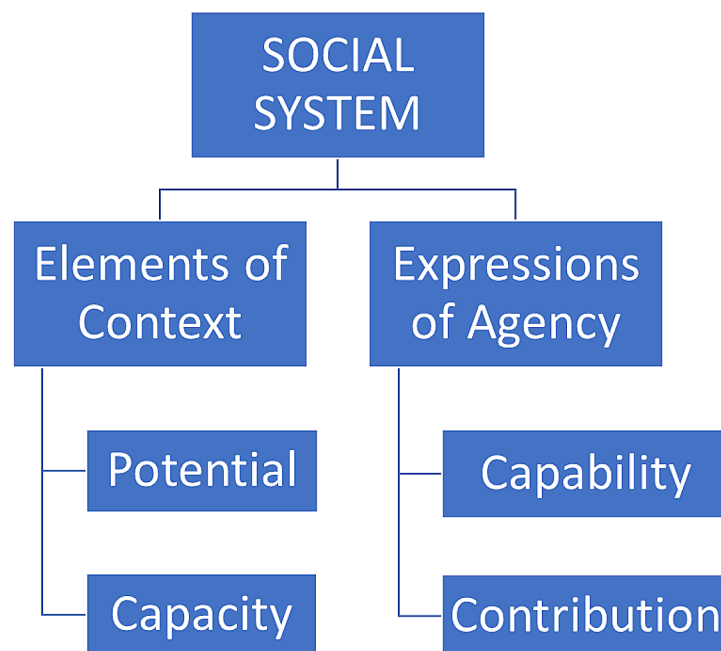 SOCIAL
SYSTEM
Elements of
Context
Potential
Capacity
Expressions
of Agency
Capability
Contribution